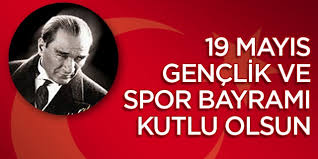 19 MAYIS
GENÇLİK VE
SPOR BAYRAMI
KUTLU OLSUN